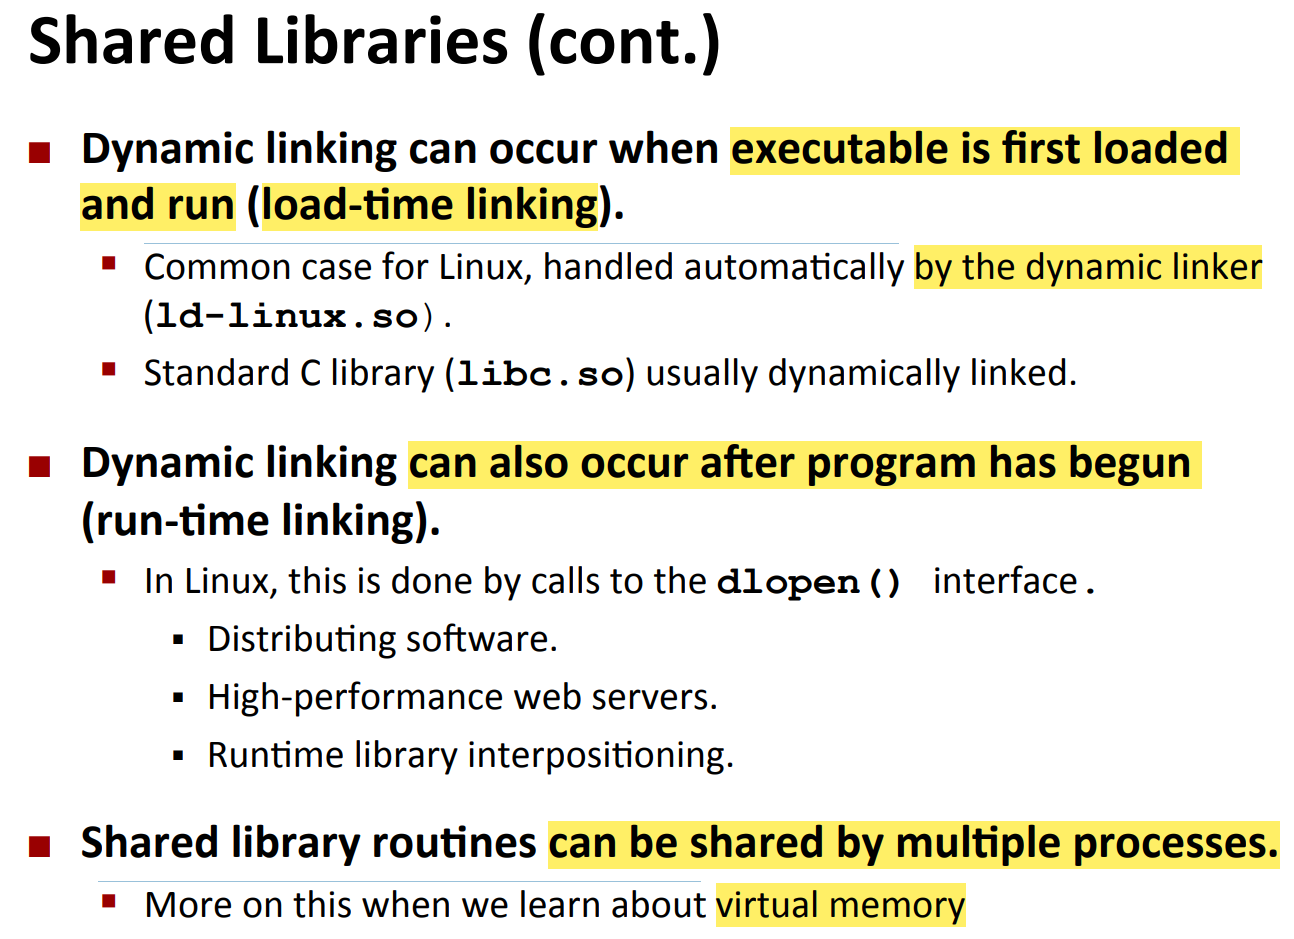 Shared Libraries (cont.)
Dynamic linking can occur when executable is first loaded
and run (load-time linking).
Common case for Linux, handled automatically by the dynamic linker
(ld-linux.so).
Standard C library (libc.so) usually dynamically linked.
Dynamic linking can also occur after program has begun
(run-time linking).
In Linux, this is done by calls to the dlopen() interface.
Distributing software.
High-performance web servers.
Runtime library interpositioning.
Shared library routines can be shared by multiple processes.
More on this when we learn about virtual memory